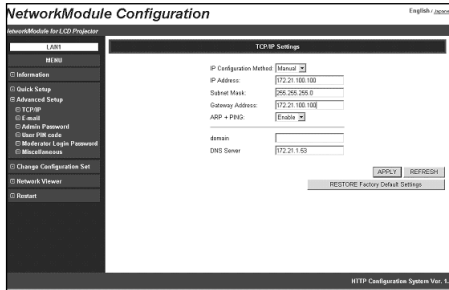 NetworkModule Configuration
English / Japanese
NetworkModule for LCD Projector
LAN1
MENU
Information
Quick Setup
Advanced Setup
TCP/IP
E-mail
Admin Password
User PIN code
Moderator Login Password
Miscellaneous
Change Configuration Set
Network Viewer
Restart
TCP/IP Settings
IP Configuration Method: Manual
IP Address: 172.21.100.100
Subnet Mask: 255.255.255.0
Gateway Address: 172.21.100.100
ARP + PING: Enable
domain
DNS Server 172.21.1.53
APPLY REFRESH
RESTORE Factory Default Settings
HTTP Configuration System Ver. 1.